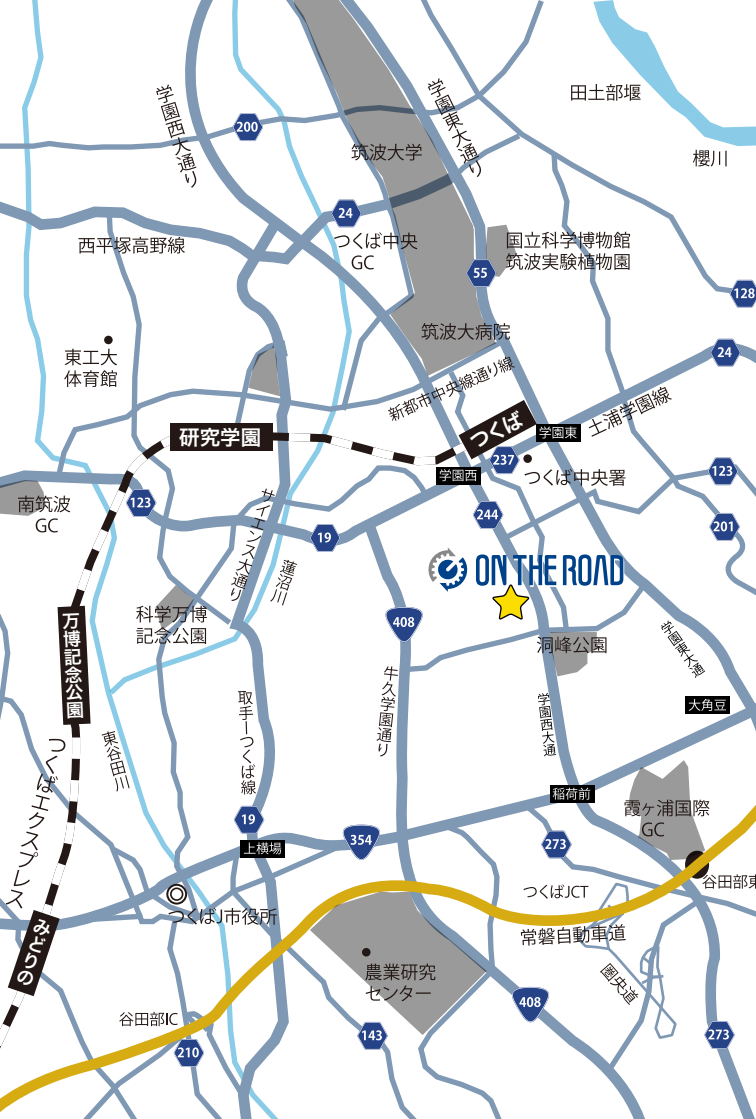 田土部堰
学園西大通り
学園東大通り
200
筑波大学
櫻川
24
つくば中央
GC
西平塚高野線
国立科学博物館
筑波実験植物園
55
128
筑波大病院
東工大
体育館
24
新都市中央線通り線
土浦学園線
つくば
学園東
研究学園
237
学園西
つくば中央署
123
南筑波
GC
123
サイエンス大通り
244
201
19
蓮沼川
ON THE ROAD
科学万博
記念公園
408
万博記念公園
洞峰公園
学園東大通
牛久学園通り
取手ーつくば線
学園西大通
大角豆
東谷田川
つくばエクスプレス
稲荷前
霞ヶ浦国際
GC
19
上横場
354
273
谷田部東
つくばJCT
つくばJ市役所
みどりの
常磐自動車道
農業研究
センター
圏央道
408
谷田部IC
210
143
273